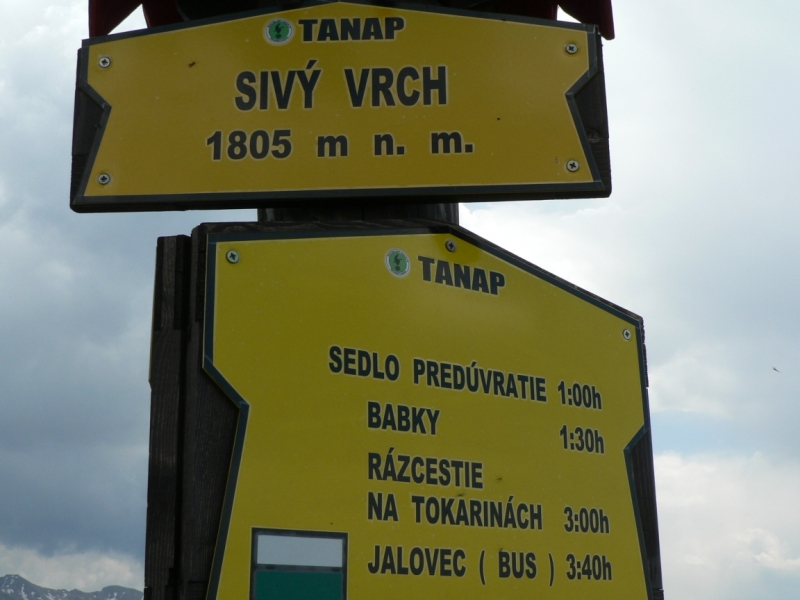 TANAP
SIVÝ VRCH
1805 m n. m.
TANAP
SEDLO PREDÚVRATIE 1:00h
BABKY 1:30h
RÁZCESTIE
NA TOKARINÁCH 3:00h
JALOVEC ( BUS ) 3:40h